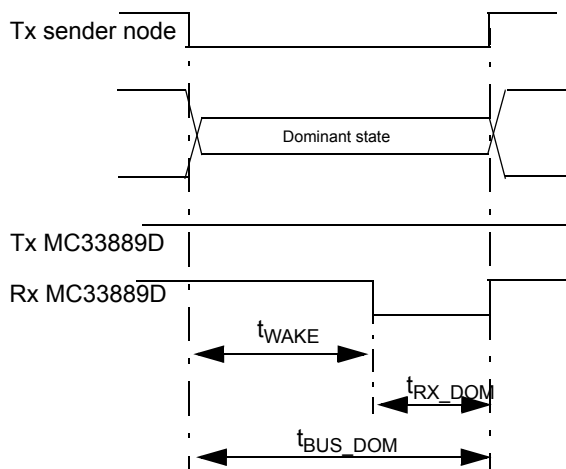 Tx sender node
Dominant state
Tx MC33889D
Rx MC33889D
tWAKE
tRX_DOM
tBUS_DOM